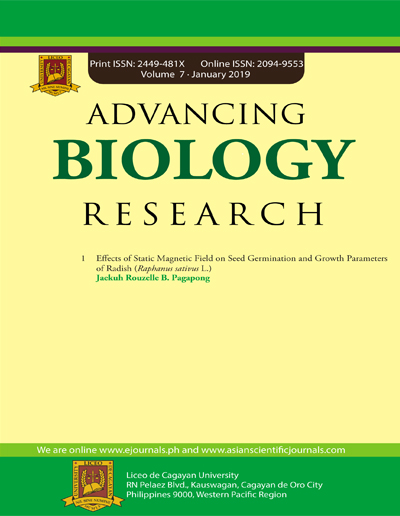 Print ISSN: 2449-481X Online ISSN: 2094-9553
Volume 7 - January 2019
ADVANCING
BIOLOGY
RESEARCH
1 Effects of Static Magnetic Field on Seed Germination and Growth Parameters
of Radish (Raphanus sativus L.)
Jackuh Rouzelle B. Pagapong
We are online www.ejournals.ph and www.asianscientificjournals.com
LICEO
Liceo de Cagayan University
RN Pelaez Blvd., Kauswagan, Cagayan de Oro City
Philippines 9000, Western Pacific Region